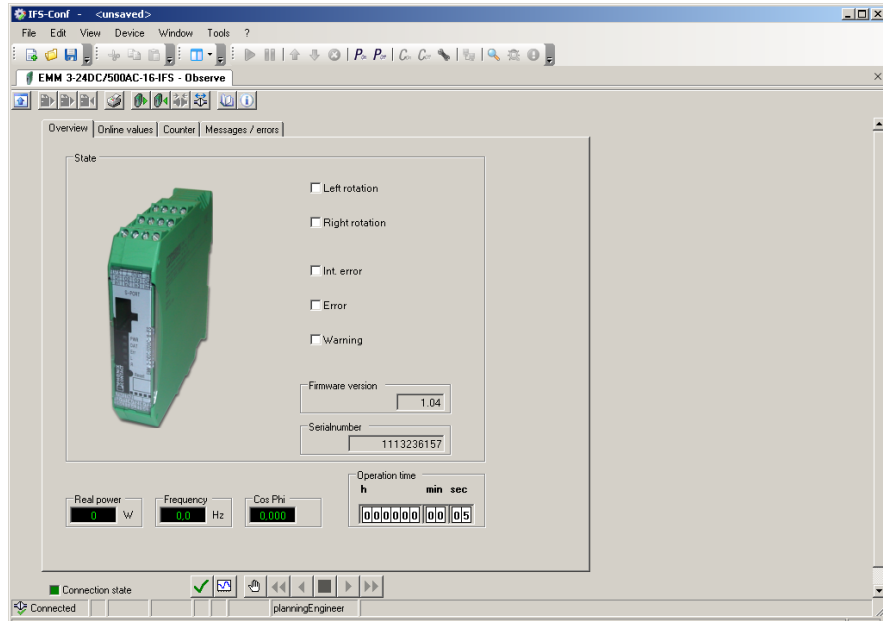 IFS-Conf - <unsaved>
File Edit View Device Window Tools ?
EMM 3-24DC/500AC-16-IFS - Observe
Overview Online values Counter Messages / errors
State
Left rotation
Right rotation
Int. error
Error
Warning
Firmware version
1.04
Serialnumber
1113236157
Operation time
h min sec
000000 00 05
Real power Frequency Cos Phi
0 W 0,0 Hz 0.000
Connection state
Connected planningEngineer